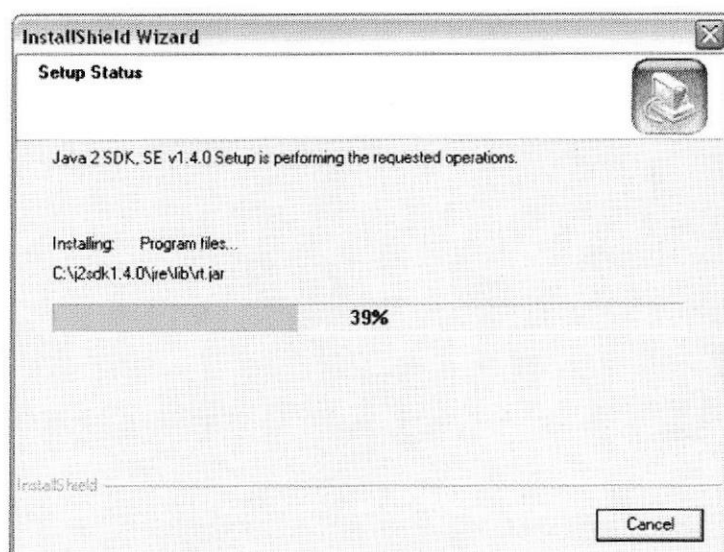 InstallShield Wizard
Setup Status
Java 2 SDK, SE v1.4.0 Setup is performing the requested operations.
Installing: Program files...
C:\j2sdk1.4.0\jre\lib\rt.jar
39%
InstallShield
Cancel